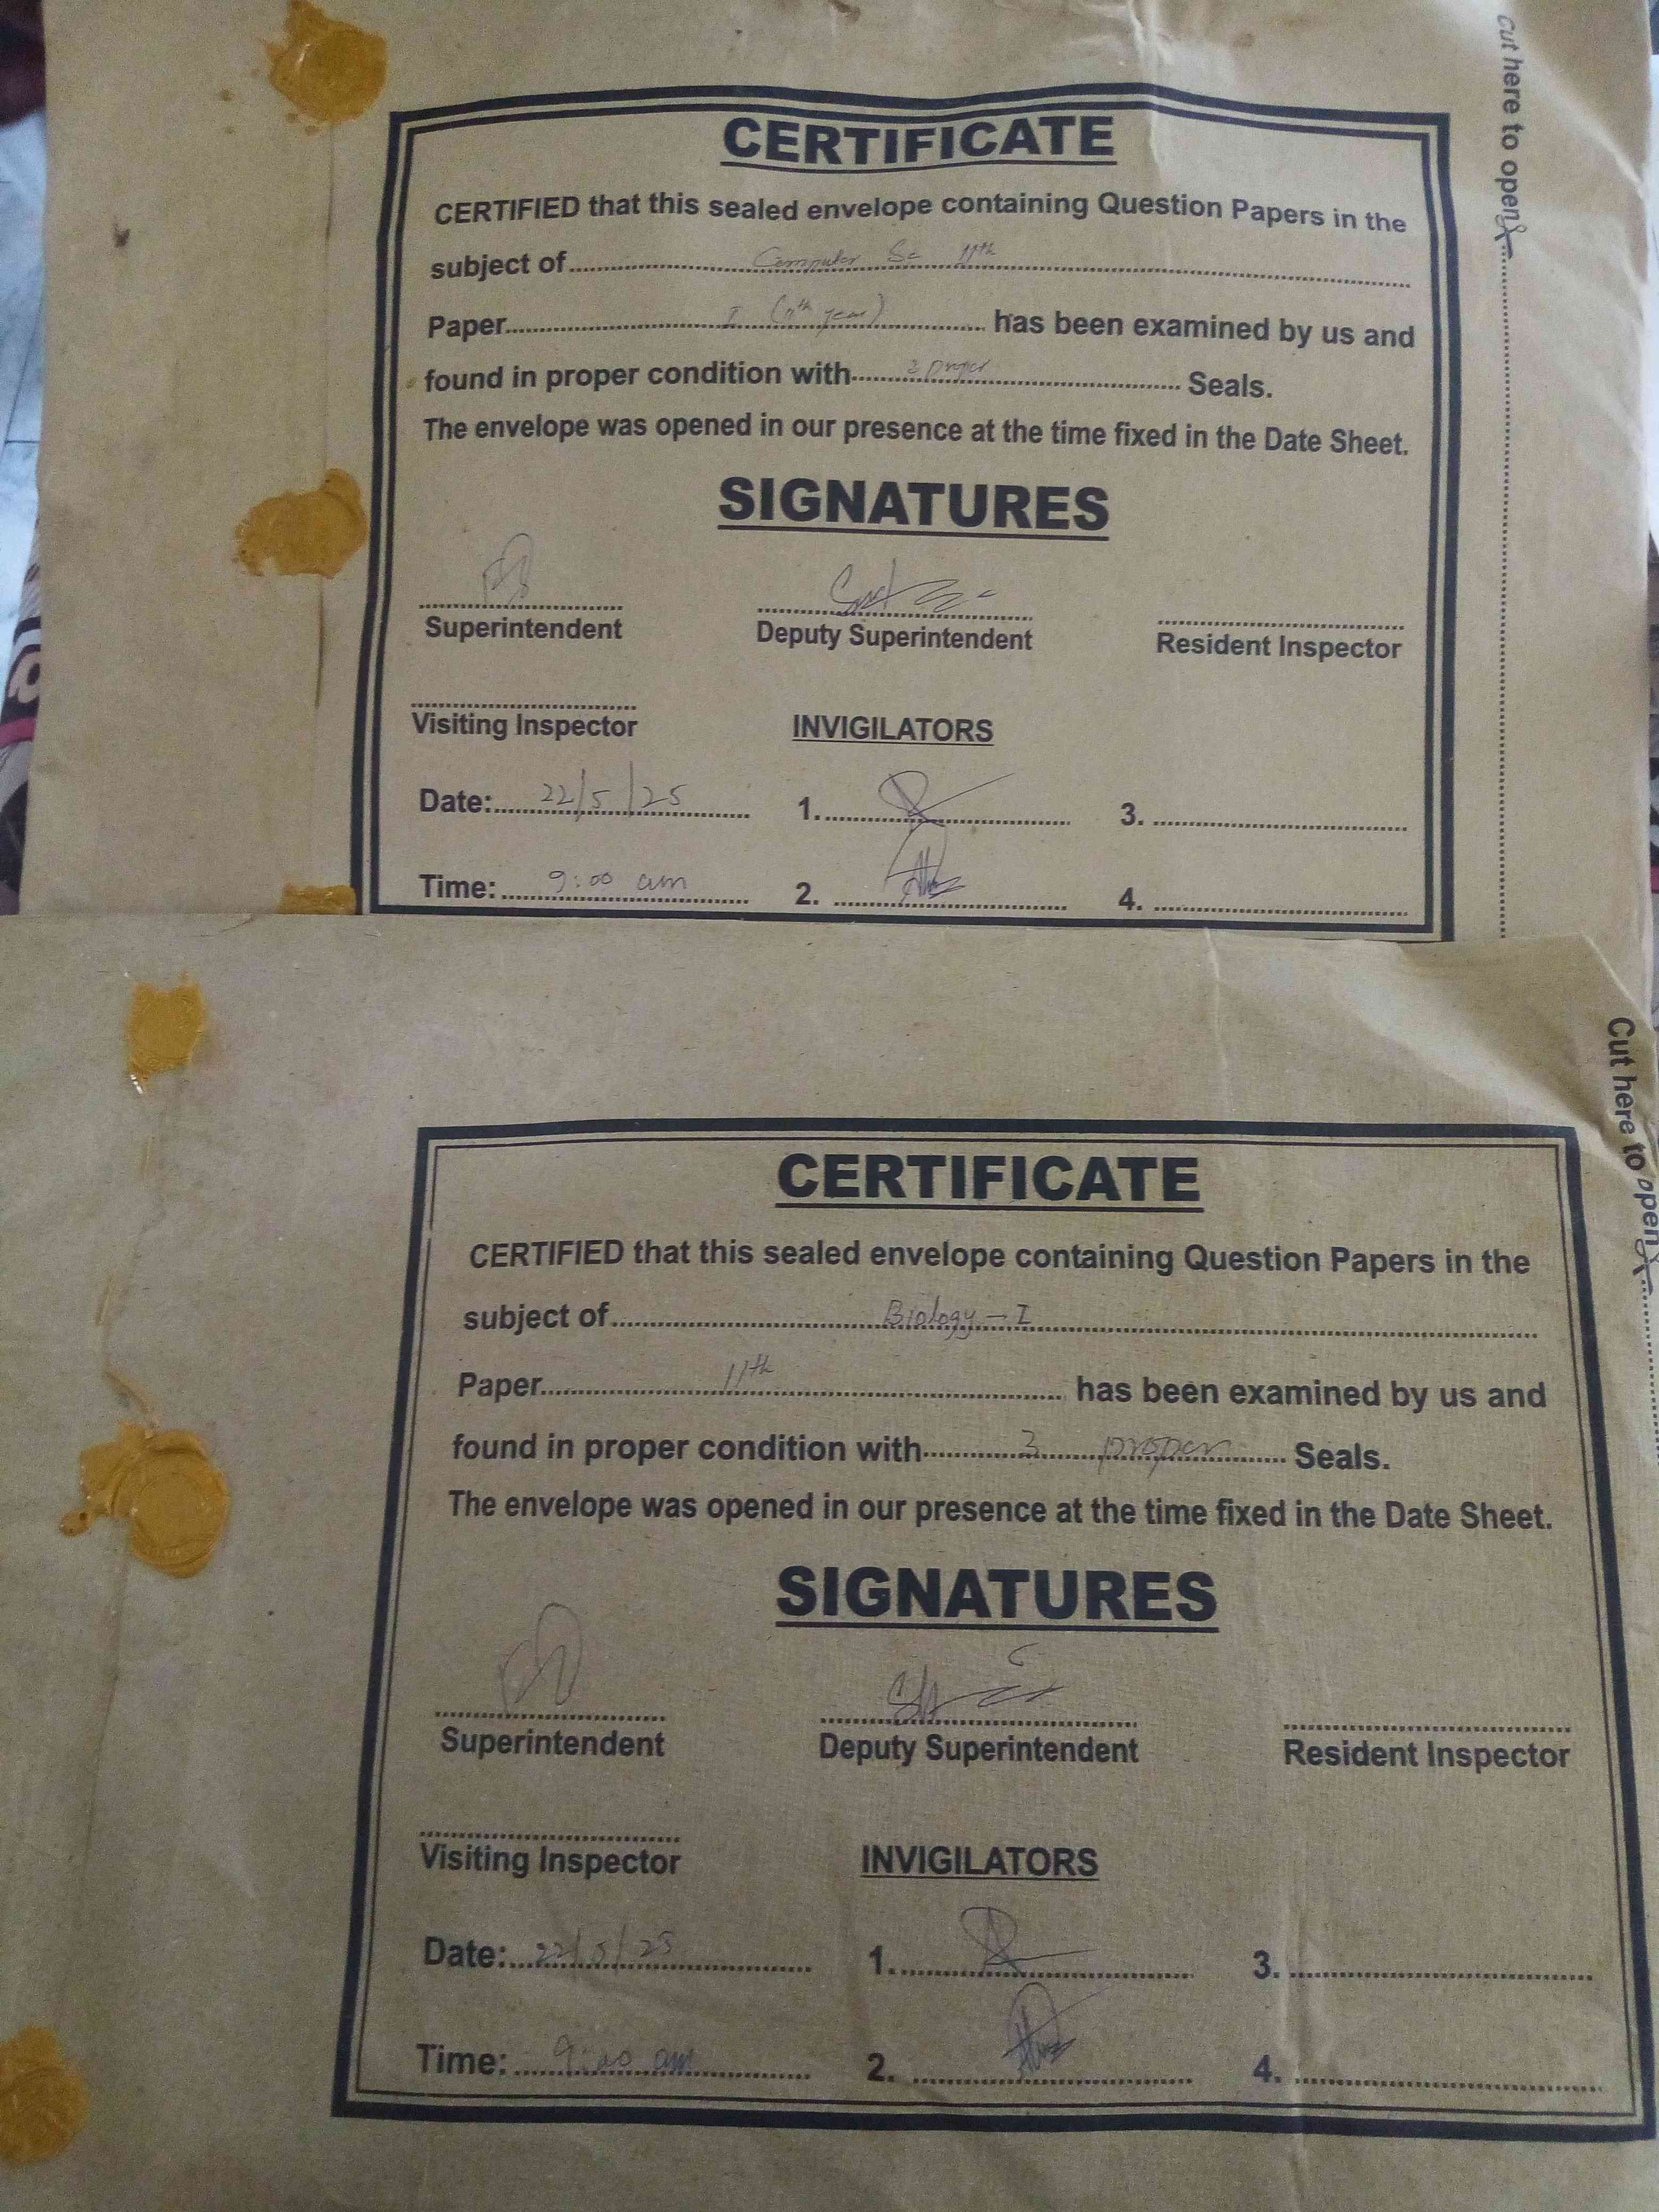 cut here to open
CERTIFICATE
CERTIFIED that this sealed envelope containing Question Papers in the
subject of Computer Sc 11th
Paper I (11th year) has been examined by us and
found in proper condition with 3 proper Seals.
The envelope was opened in our presence at the time fixed in the Date Sheet.
SIGNATURES
Superintendent Deputy Superintendent Resident Inspector
Visiting Inspector INVIGILATORS
Date: 22/5/25 1. 3.
Time: 9:00 am 2. 4.
Cut here to open
CERTIFICATE
CERTIFIED that this sealed envelope containing Question Papers in the
subject of Biology - I
Paper 11th has been examined by us and
found in proper condition with 3 proper Seals.
The envelope was opened in our presence at the time fixed in the Date Sheet.
SIGNATURES
Superintendent Deputy Superintendent Resident Inspector
Visiting Inspector INVIGILATORS
Date: 22/5/25 1. 3.
Time: 9:00 am 2. 4.